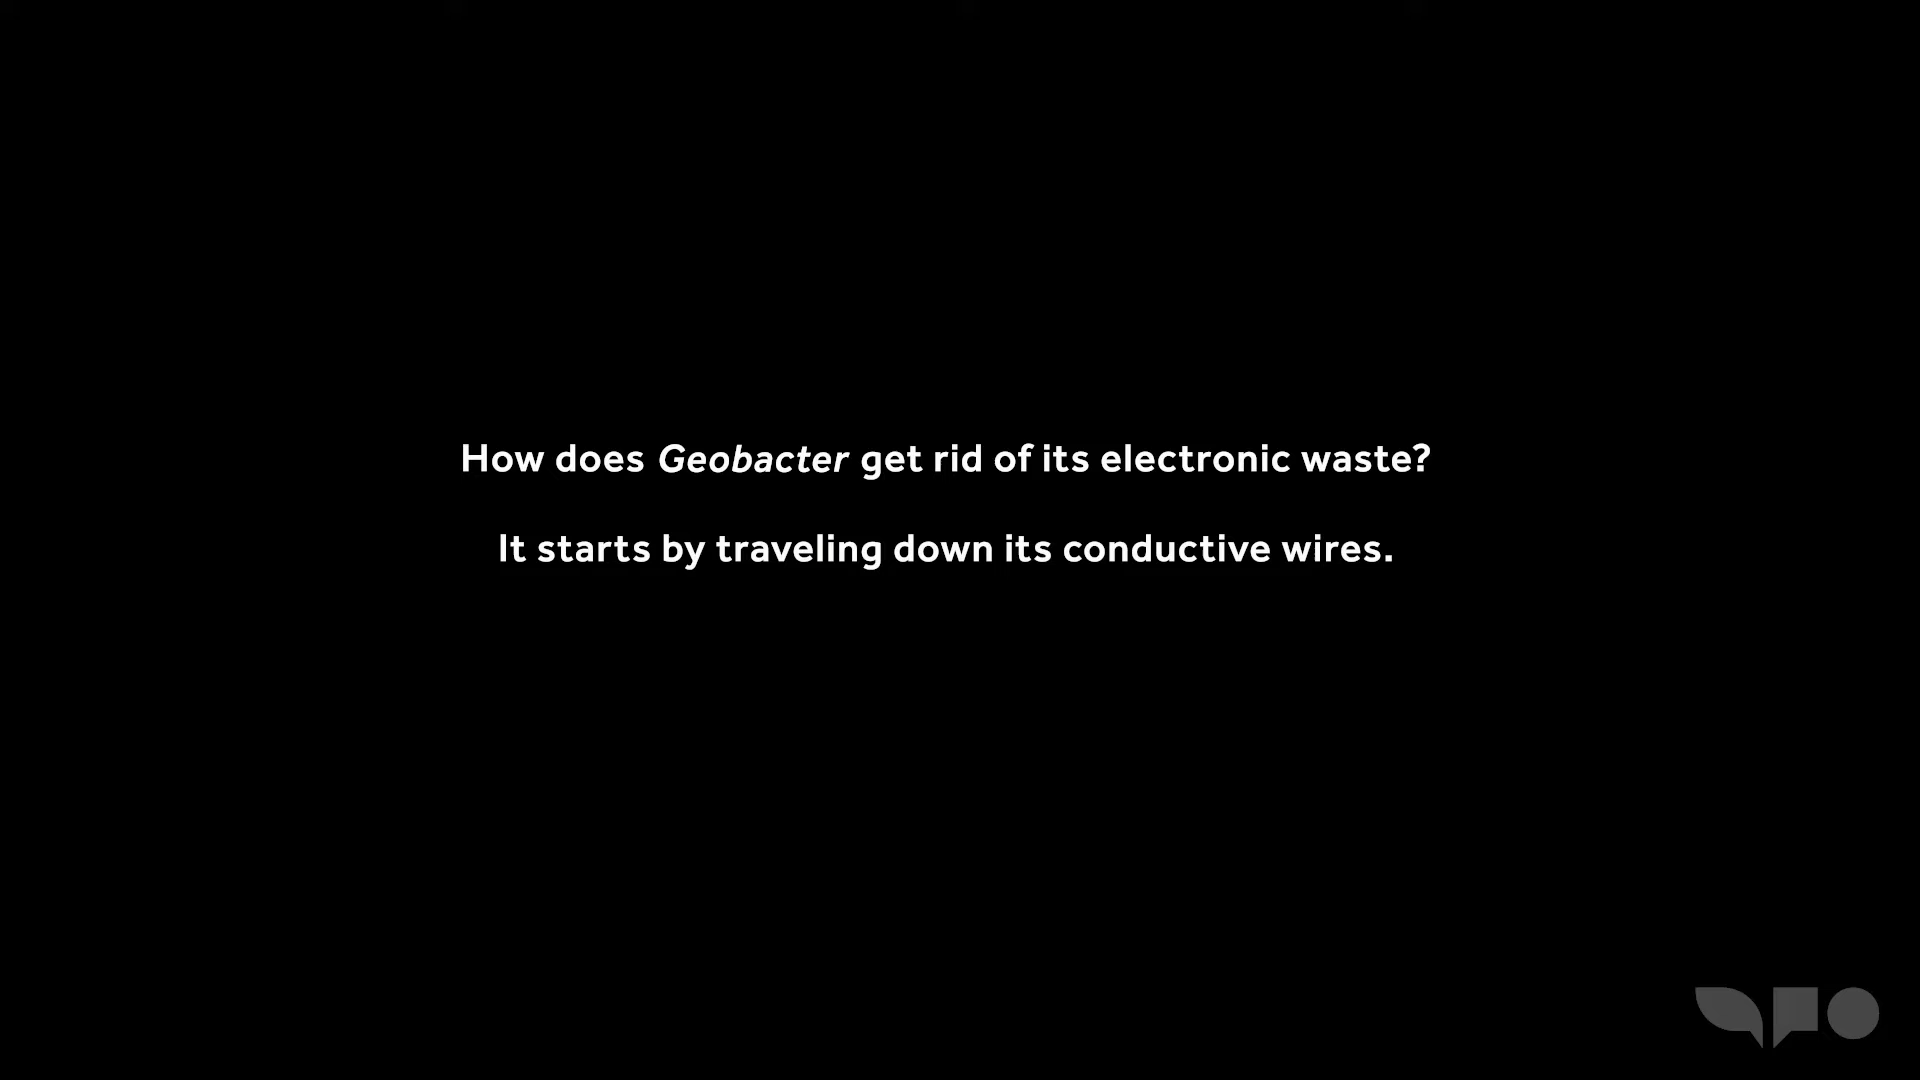 How does Geobacter get rid of its electronic waste?
It starts by traveling down its conductive wires.